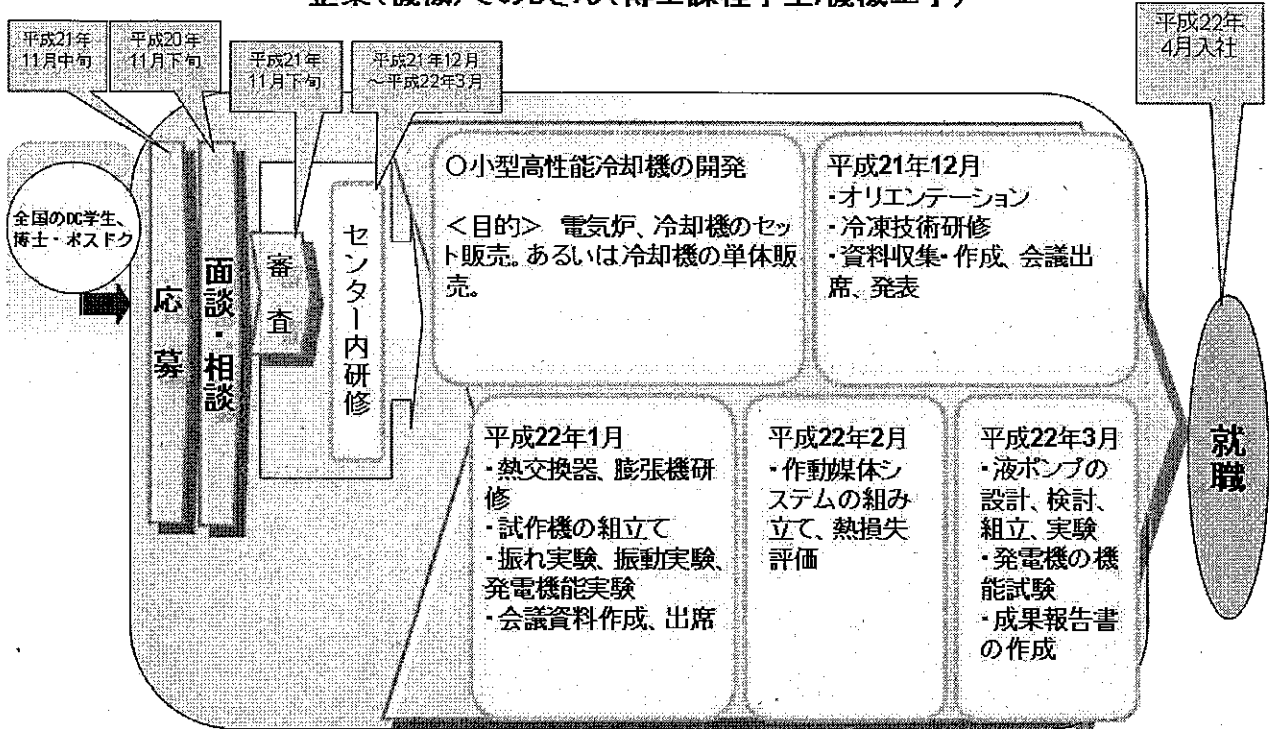 平成21年
11月中旬
平成20年
11月下旬
平成21年
11月下旬
平成21年12月
~平成22年3月
平成22年
4月入社
全国のDC学生、
博士・ポスドク
応募
面談・相談
審査
センター内研修
○小型高性能冷却機の開発
<目的> 電気炉、冷却機のセッ
ト販売。あるいは冷却機の単体販
売。
平成21年12月
・オリエンテーション
・冷凍技術研修
・資料収集・作成、会議出
席、発表
平成22年1月
・熱交換器、膨張機研
修
・試作機の組立て
・振れ実験、振動実験、
発電機能実験
・会議資料作成、出席
平成22年2月
・作動媒体シ
ステムの組み
立て、熱損失
評価
平成22年3月
・液ポンプの
設計、検討、
組立、実験
・発電機の機
能試験
・成果報告書
の作成
就職